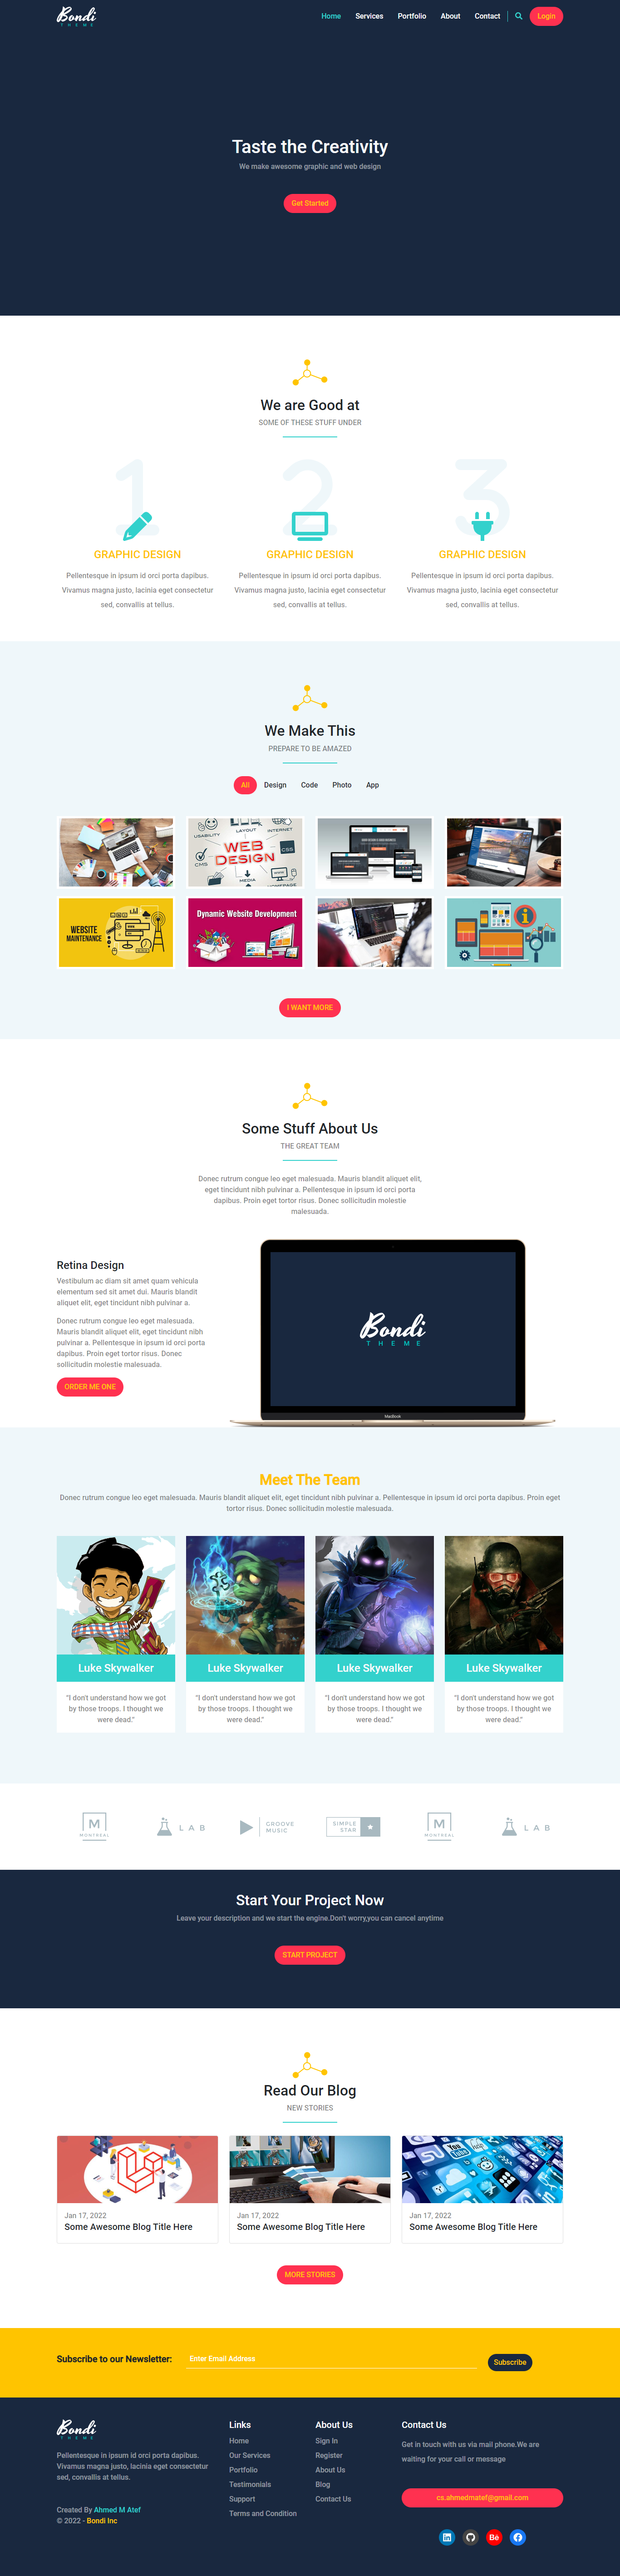 Bondi
THEME
Home Services Portfolio About Contact Login
Taste the Creativity
We make awesome graphic and web design
Get Started
We are Good at
SOME OF THESE STUFF UNDER
1 2 3
GRAPHIC DESIGN GRAPHIC DESIGN GRAPHIC DESIGN
Pellentesque in ipsum id orci porta dapibus.
Vivamus magna justo, lacinia eget consectetur
sed, convallis at tellus.
Pellentesque in ipsum id orci porta dapibus.
Vivamus magna justo, lacinia eget consectetur
sed, convallis at tellus.
Pellentesque in ipsum id orci porta dapibus.
Vivamus magna justo, lacinia eget consectetur
sed, convallis at tellus.
We Make This
PREPARE TO BE AMAZED
All Design Code Photo App
USABILITY LAYOUT INTERNET
WEB
DESIGN
CMS CSS
MEDIA
HOMEPAGE
WEBSITE
MAINTENANCE
Dynamic Website Development
I WANT MORE
Some Stuff About Us
THE GREAT TEAM
Donec rutrum congue leo eget malesuada. Mauris blandit aliquet elit,
eget tincidunt nibh pulvinar a. Pellentesque in ipsum id orci porta
dapibus. Proin eget tortor risus. Donec sollicitudin molestie
malesuada.
Retina Design
Vestibulum ac diam sit amet quam vehicula
elementum sed sit amet dui. Mauris blandit
aliquet elit, eget tincidunt nibh pulvinar a.
Donec rutrum congue leo eget malesuada.
Mauris blandit aliquet elit, eget tincidunt nibh
pulvinar a. Pellentesque in ipsum id orci porta
dapibus. Proin eget tortor risus. Donec
sollicitudin molestie malesuada.
ORDER ME ONE
Bondi
THEME
MacBook
Meet The Team
Donec rutrum congue leo eget malesuada. Mauris blandit aliquet elit, eget tincidunt nibh pulvinar a. Pellentesque in ipsum id orci porta dapibus. Proin eget
tortor risus. Donec sollicitudin molestie malesuada.
Luke Skywalker Luke Skywalker Luke Skywalker Luke Skywalker
"I don't understand how we got
by those troops. I thought we
were dead."
"I don't understand how we got
by those troops. I thought we
were dead."
"I don't understand how we got
by those troops. I thought we
were dead."
"I don't understand how we got
by those troops. I thought we
were dead."
M
MONTREAL
LAB
GROOVE
MUSIC
SIMPLE
STAR
M
MONTREAL
LAB
Start Your Project Now
Leave your description and we start the engine.Don't worry,you can cancel anytime
START PROJECT
Read Our Blog
NEW STORIES
You Tube
Jan 17, 2022 Jan 17, 2022 Jan 17, 2022
Some Awesome Blog Title Here Some Awesome Blog Title Here Some Awesome Blog Title Here
MORE STORIES
Subscribe to our Newsletter: Enter Email Address Subscribe
Bondi
THEME
Pellentesque in ipsum id orci porta dapibus.
Vivamus magna justo, lacinia eget consectetur
sed, convallis at tellus.
Created By Ahmed M Atef
© 2022 - Bondi Inc
Links
Home
Our Services
Portfolio
Testimonials
Support
Terms and Condition
About Us
Sign In
Register
About Us
Blog
Contact Us
Contact Us
Get in touch with us via mail phone.We are
waiting for your call or message
cs.ahmedmatef@gmail.com
Bē